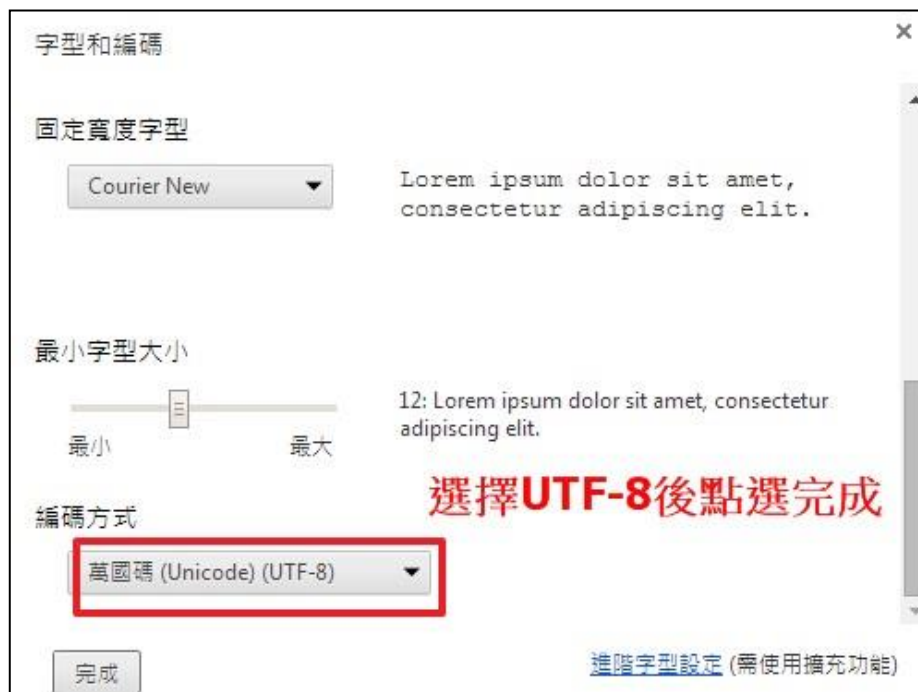 字型和編碼
×
固定寬度字型
Courier New
Lorem ipsum dolor sit amet,
consectetur adipiscing elit.
最小字型大小
12: Lorem ipsum dolor sit amet, consectetur
adipiscing elit.
最小
最大
選擇UTF-8後點選完成
編碼方式
萬國碼 (Unicode) (UTF-8)
完成
進階字型設定 (需使用擴充功能)